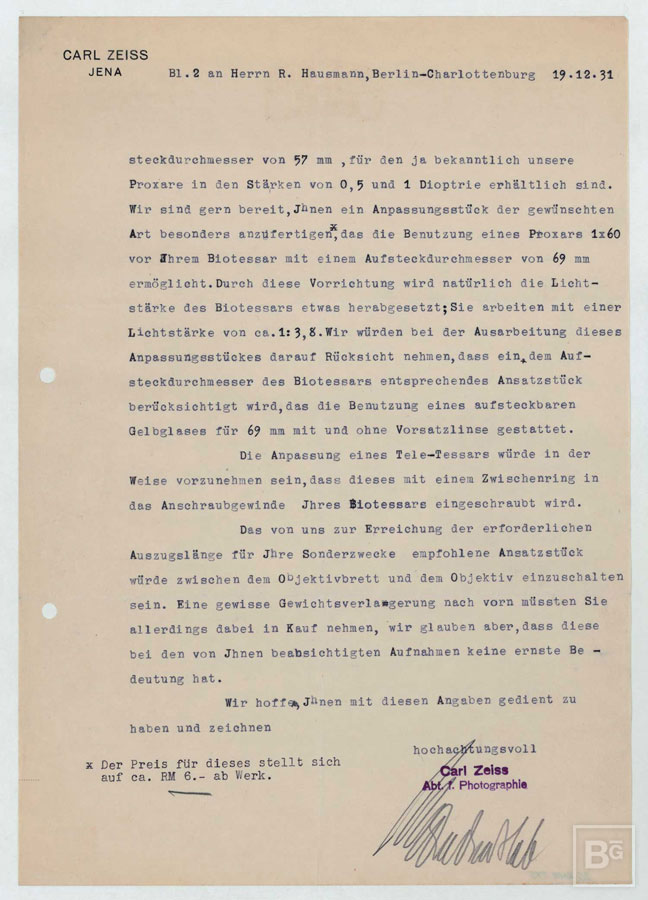 CARL ZEISS
JENA
Bl.2 an Herrn R. Hausmann,Berlin-Charlottenburg 19.12.31
steckdurchmesser von 57 mm ,für den ja bekanntlich unsere
Proxare in den Stärken von 0,5 und 1 Dioptrie erhältlich sind.
Wir sind gern bereit,Jhnen ein Anpassungsstück der gewünschten
Art besonders anzufertigen,x das die Benutzung eines Proxars 1x60
vor Ihrem Biotessar mit einem Aufsteckdurchmesser von 69 mm
ermöglicht.Durch diese Vorrichtung wird natürlich die Licht-
stärke des Biotessars etwas herabgesetzt;Sie arbeiten mit einer
Lichtstärke von ca.1:3,8.Wir würden bei der Ausarbeitung dieses
Anpassungsstückes darauf Rücksicht nehmen,dass ein, dem Auf-
steckdurchmesser des Biotessars entsprechendes Ansatzstück
berücksichtigt wird,das die Benutzung eines aufsteckbaren
Gelbglases für 69 mm mit und ohne Vorsatzlinse gestattet.
Die Anpassung eines Tele-Tessars würde in der
Weise vorzunehmen sein,dass dieses mit einem Zwischenring in
das Anschraubgewinde Jhres Biotessars eingeschraubt wird.
Das von uns zur Erreichung der erforderlichen
Auszugslänge für Jhre Sonderzwecke empfohlene Ansatzstück
würde zwischen dem Objektivbrett und dem Objektiv einzuschalten
sein. Eine gewisse Gewichtsverlagerung nach vorn müssten Sie
allerdings dabei in Kauf nehmen, wir glauben aber,dass diese
bei den von Jhnen beabsichtigten Aufnahmen keine ernste Be -
deutung hat.
Wir hoffen,Jhnen mit diesen Angaben gedient zu
haben und zeichnen
hochachtungsvoll
x Der Preis für dieses stellt sich
auf ca. RM 6.- ab Werk.
Carl Zeiss
Abt. f. Photographie
BG